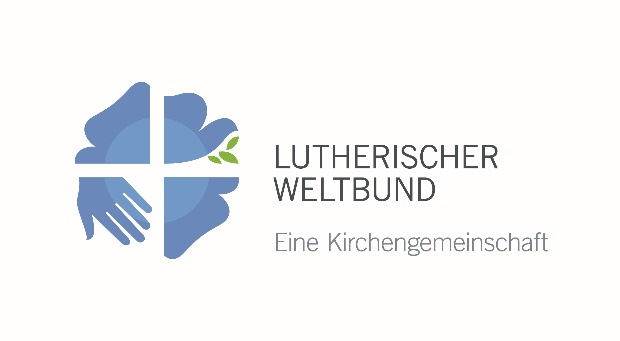 LUTHERISCHER
WELTBUND
Eine Kirchengemeinschaft